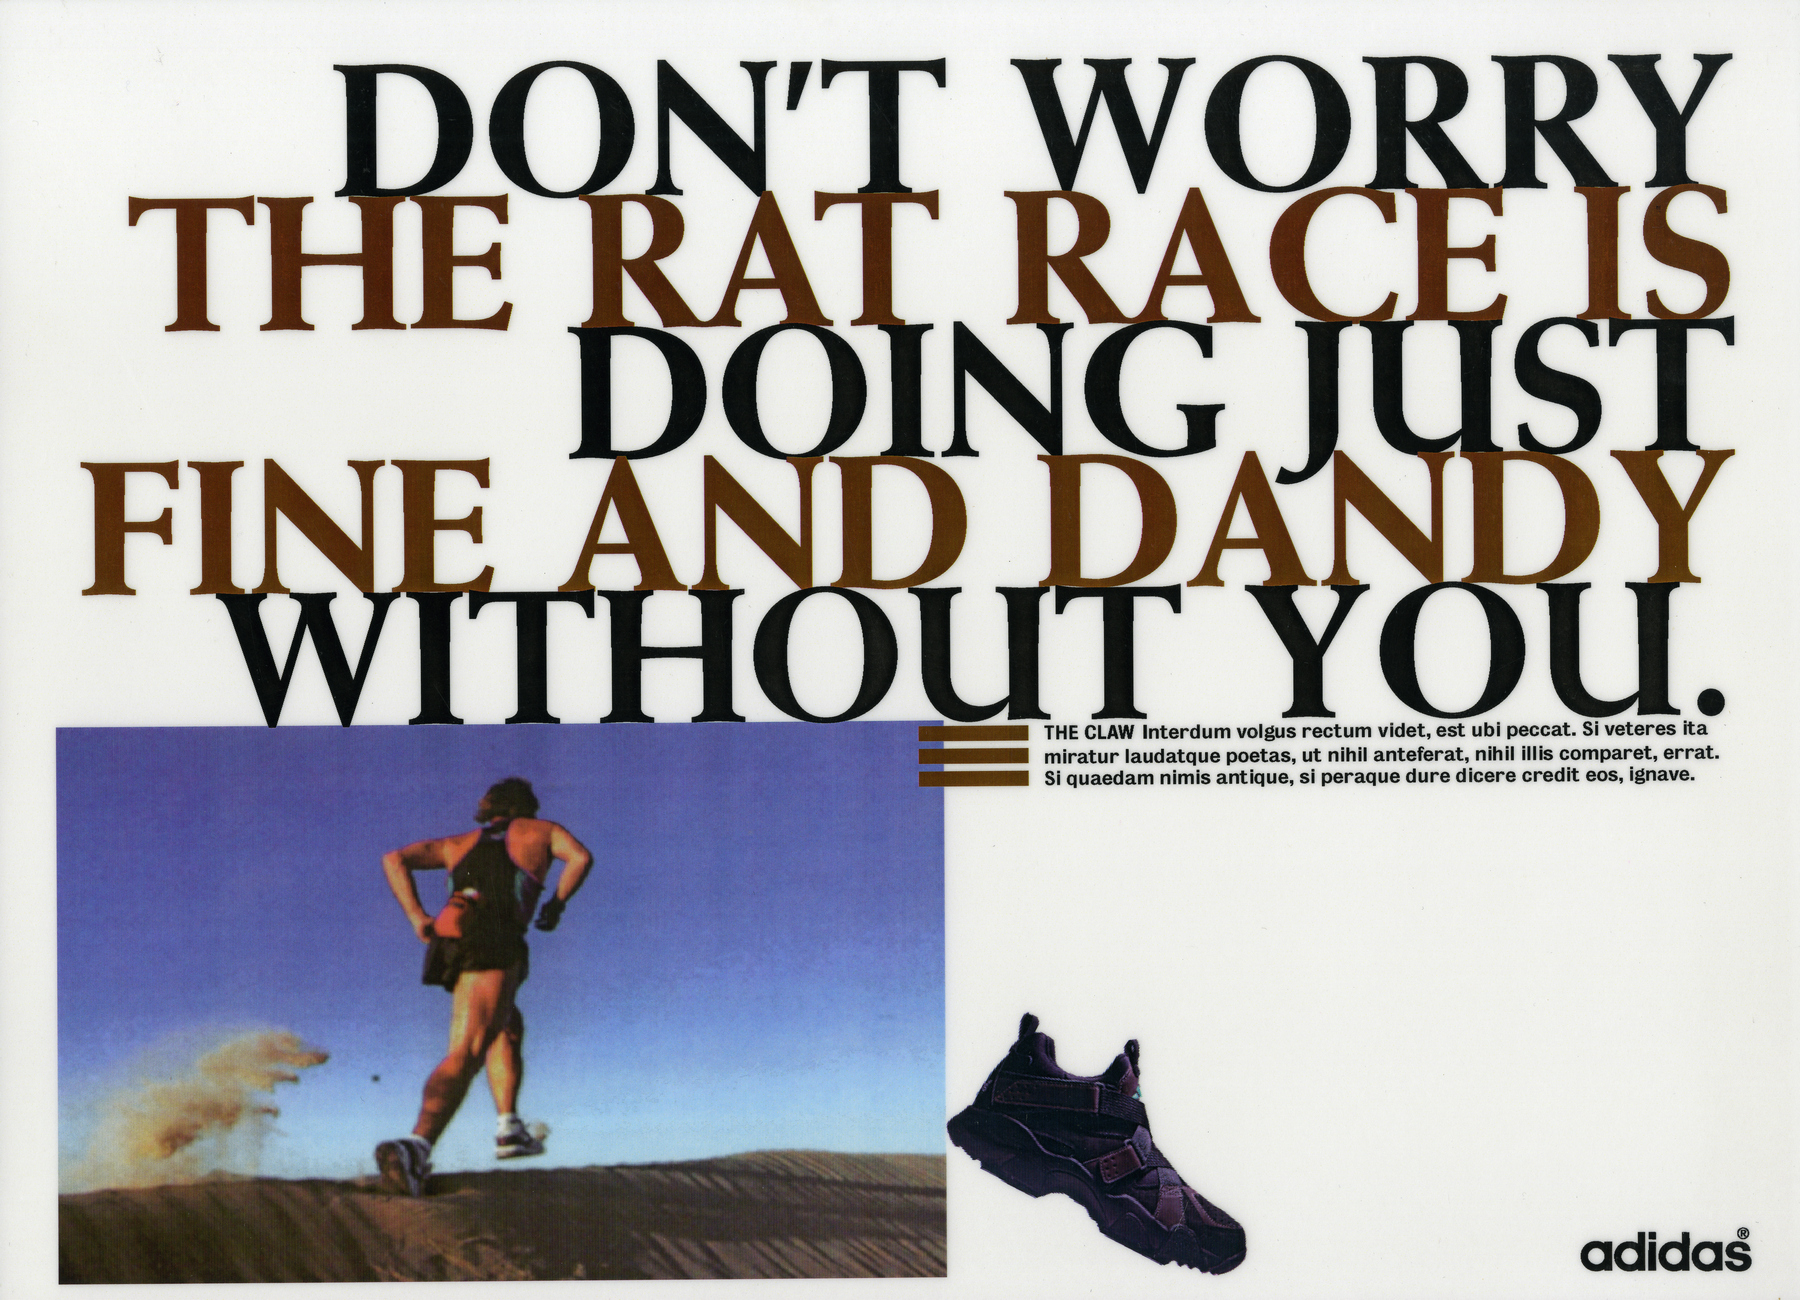 DON'T WORRY
THE RAT RACE IS
DOING JUST
FINE AND DANDY
WITHOUT YOU.
THE CLAW Interdum volgus rectum videt, est ubi peccat. Si veteres ita
miratur laudatque poetas, ut nihil anteferat, nihil illis comparet, errat.
Si quaedam nimis antique, si peraque dure dicere credit eos, ignave.
adidas®